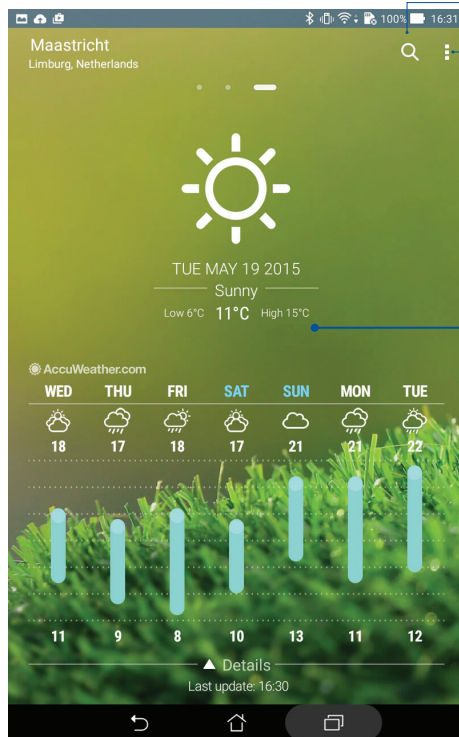 100% 16:31
Maastricht
Limburg, Netherlands
TUE MAY 19 2015
Sunny
Low 6°C 11°C High 15°C
AccuWeather.com
WED THU FRI SAT SUN MON TUE
18 17 18 17 21 21 22
11 9 8 10 13 11 12
Details
Last update: 16:30